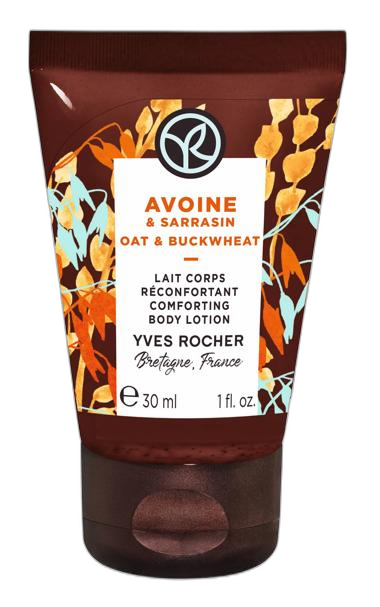 AVOINE
& SARRASIN
OAT & BUCKWHEAT
LAIT CORPS
RÉCONFORTANT
COMFORTING
BODY LOTION
YVES ROCHER
Bretagne, France
e 30 ml 1 fl. oz.